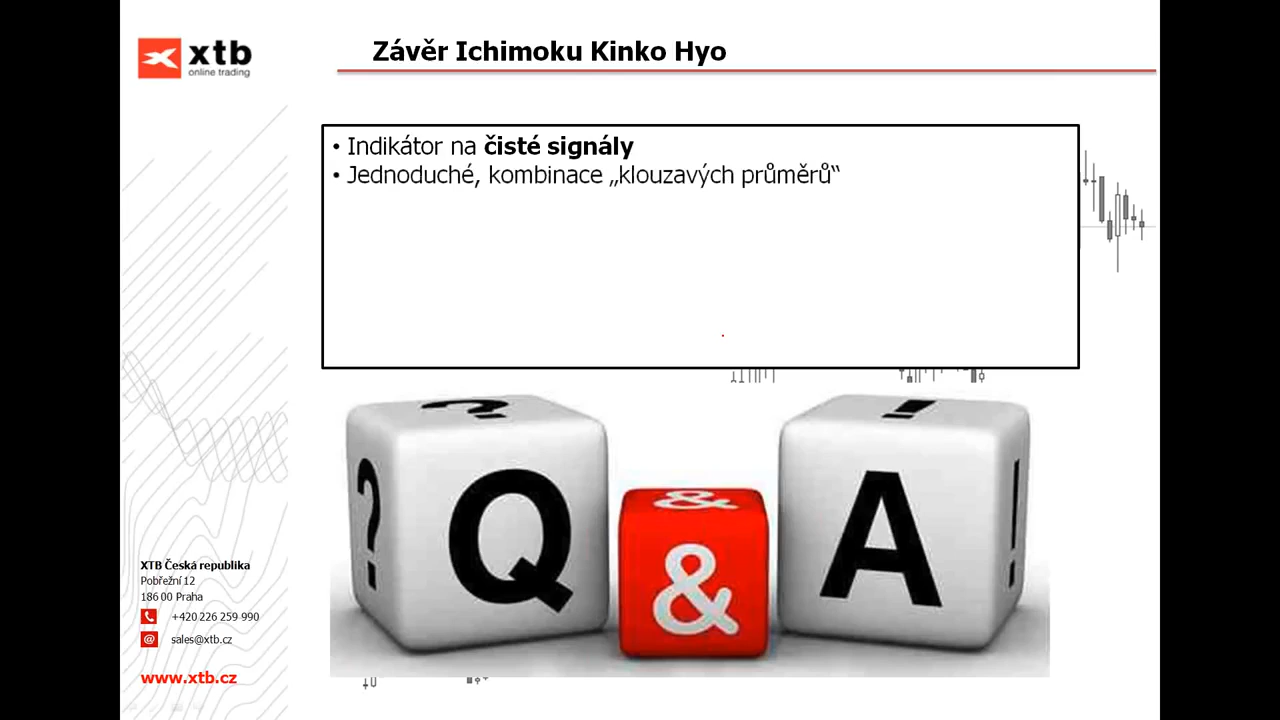 xtb
online trading
Závěr Ichimoku Kinko Hyo
• Indikátor na čisté signály
• Jednoduché, kombinace „klouzavých průměrů“
? ? Q & & ! A !
XTB Česká republika
Pobřežní 12
186 00 Praha
+420 226 259 990
@ sales@xtb.cz
www.xtb.cz